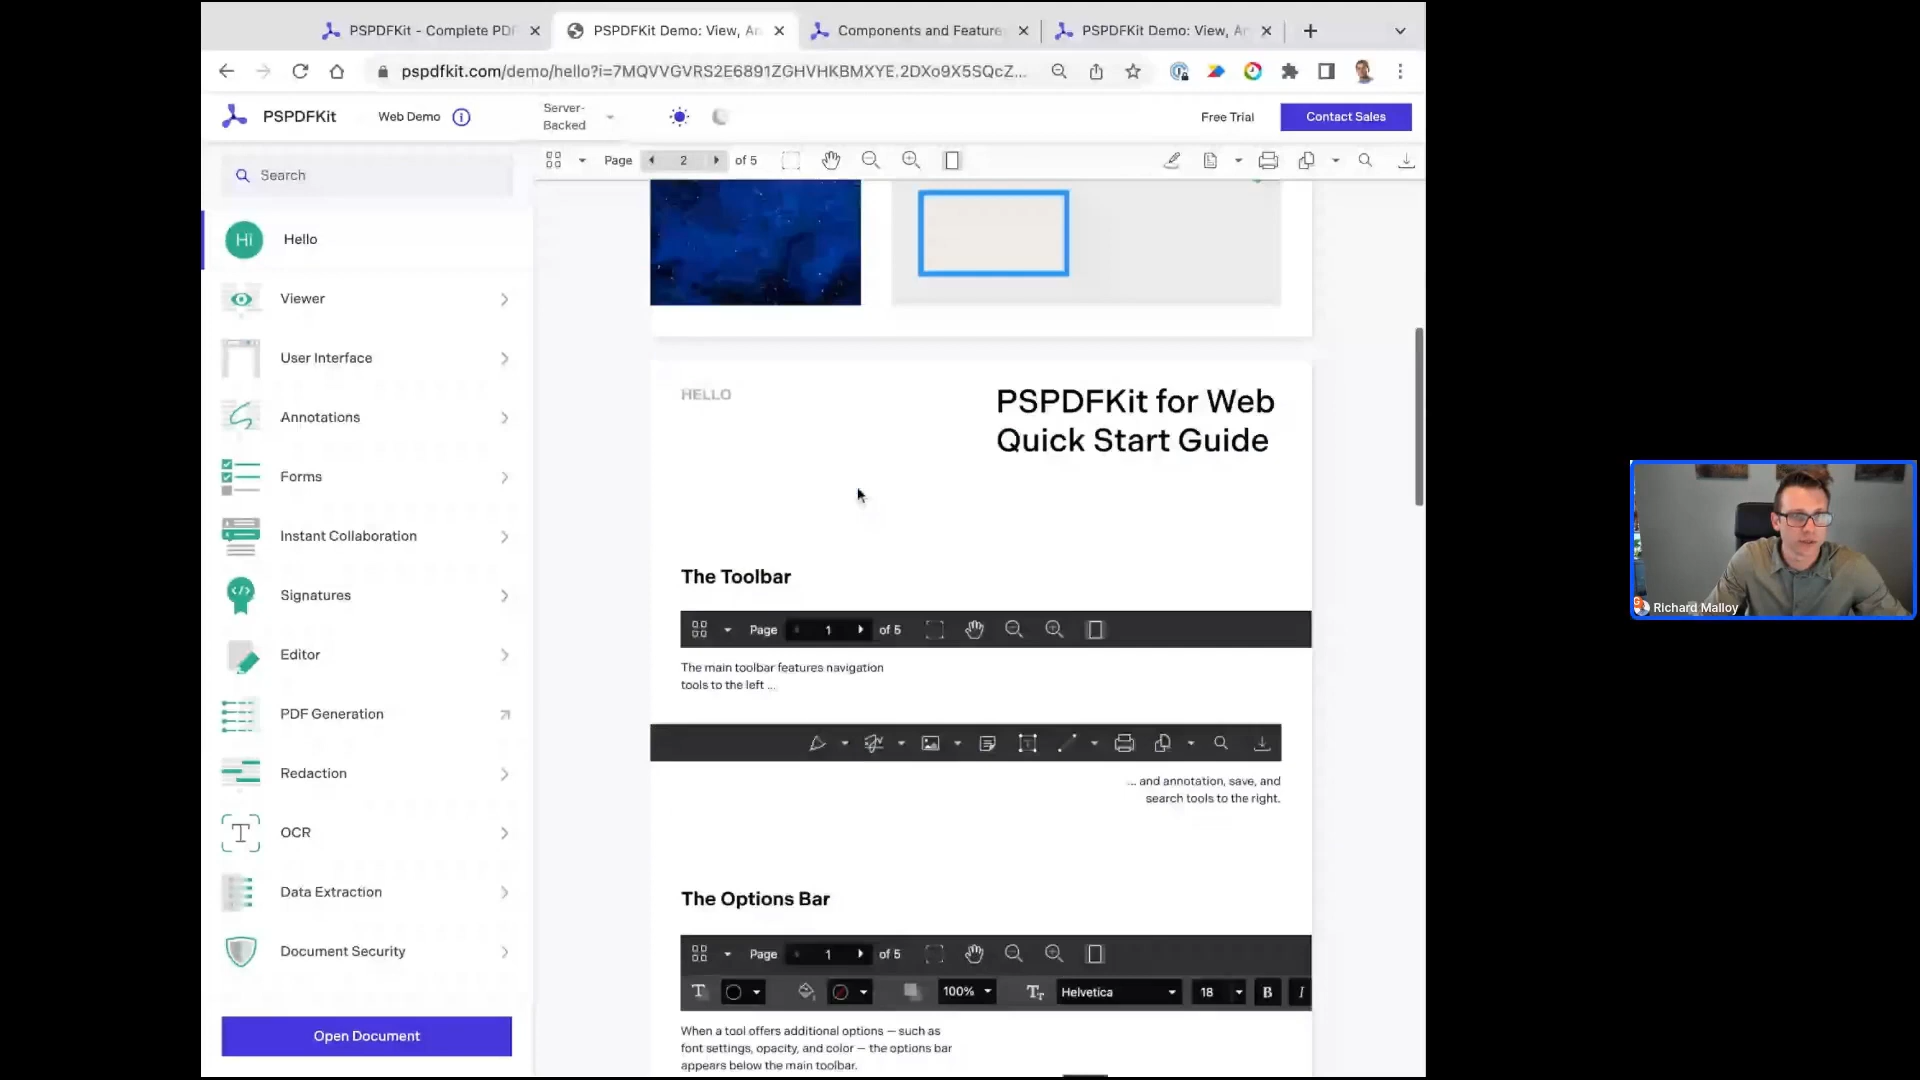 PSPDFKit - Complete PDF
PSPDFKit Demo: View, An
Components and Feature
PSPDFKit Demo: View, A
pspdfkit.com/demo/hello?i=7MQVVGVRS2E6891ZGHVHKBMXYE.2DXo9X5SQcZ...
PSPDFKit
Web Demo
Server-
Backed
Free Trial
Contact Sales
Search
Page 2 of 5
Hi
Hello
Viewer
User Interface
Annotations
Forms
Instant Collaboration
Signatures
Editor
PDF Generation
Redaction
OCR
Data Extraction
Document Security
Open Document
HELLO
PSPDFKit for Web
Quick Start Guide
The Toolbar
Page 1 of 5
The main toolbar features navigation
tools to the left ...
... and annotation, save, and
search tools to the right.
The Options Bar
Page 1 of 5
100% Helvetica 18 B I
When a tool offers additional options — such as
font settings, opacity, and color — the options bar
appears below the main toolbar.
Richard Malloy